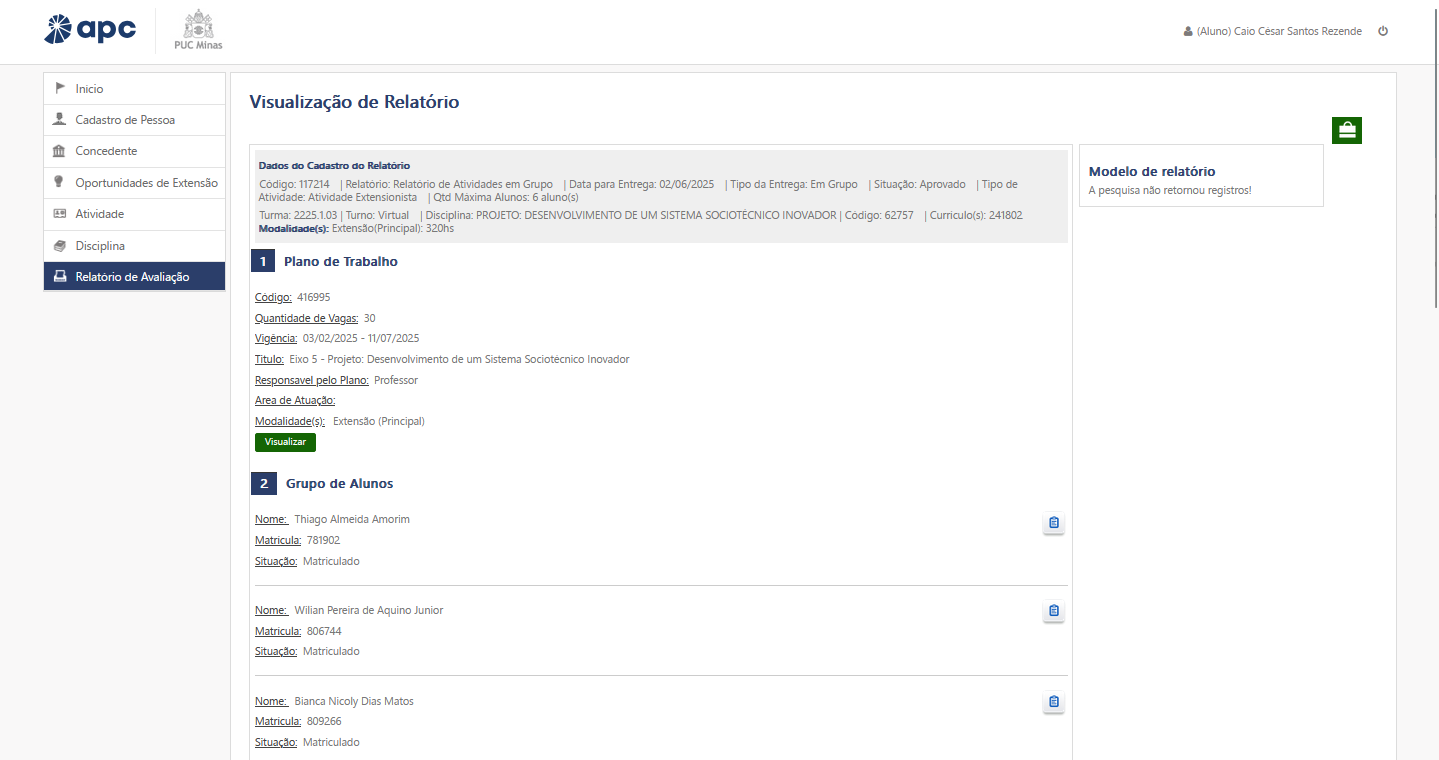 apc
PUC Minas
(Aluno) Caio César Santos Rezende
Inicio
Cadastro de Pessoa
Concedente
Oportunidades de Extensão
Atividade
Disciplina
Relatório de Avaliação
Visualização de Relatório
Dados do Cadastro do Relatório
Código: 117214 | Relatório: Relatório de Atividades em Grupo | Data para Entrega: 02/06/2025 | Tipo da Entrega: Em Grupo | Situação: Aprovado | Tipo de
Atividade: Atividade Extensionista | Qtd Máxima Alunos: 6 aluno(s)
Turma: 2225.1.03 | Turno: Virtual | Disciplina: PROJETO: DESENVOLVIMENTO DE UM SISTEMA SOCIOTÉCNICO INOVADOR | Código: 62757 | Curriculo(s): 241802
Modalidade(s): Extensão(Principal): 320hs
Modelo de relatório
A pesquisa não retornou registros!
1 Plano de Trabalho
Código: 416995
Quantidade de Vagas: 30
Vigência: 03/02/2025 - 11/07/2025
Titulo: Eixo 5 - Projeto: Desenvolvimento de um Sistema Sociotécnico Inovador
Responsavel pelo Plano: Professor
Area de Atuação:
Modalidade(s): Extensão (Principal)
Visualizar
2 Grupo de Alunos
Nome: Thiago Almeida Amorim
Matricula: 781902
Situação: Matriculado
Nome: Wilian Pereira de Aquino Junior
Matricula: 806744
Situação: Matriculado
Nome: Bianca Nicoly Dias Matos
Matricula: 809266
Situação: Matriculado